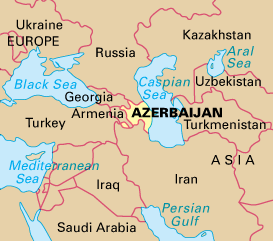 Ukraine
EUROPE
Kazakhstan
Russia
Aral
Sea
Caspian
Sea
Uzbekistan
Black Sea
Georgia
Armenia
AZERBAIJAN
Turkey
Turkmenistan
Mediterranean
Sea
ASIA
Iraq
Iran
Persian
Gulf
Saudi Arabia